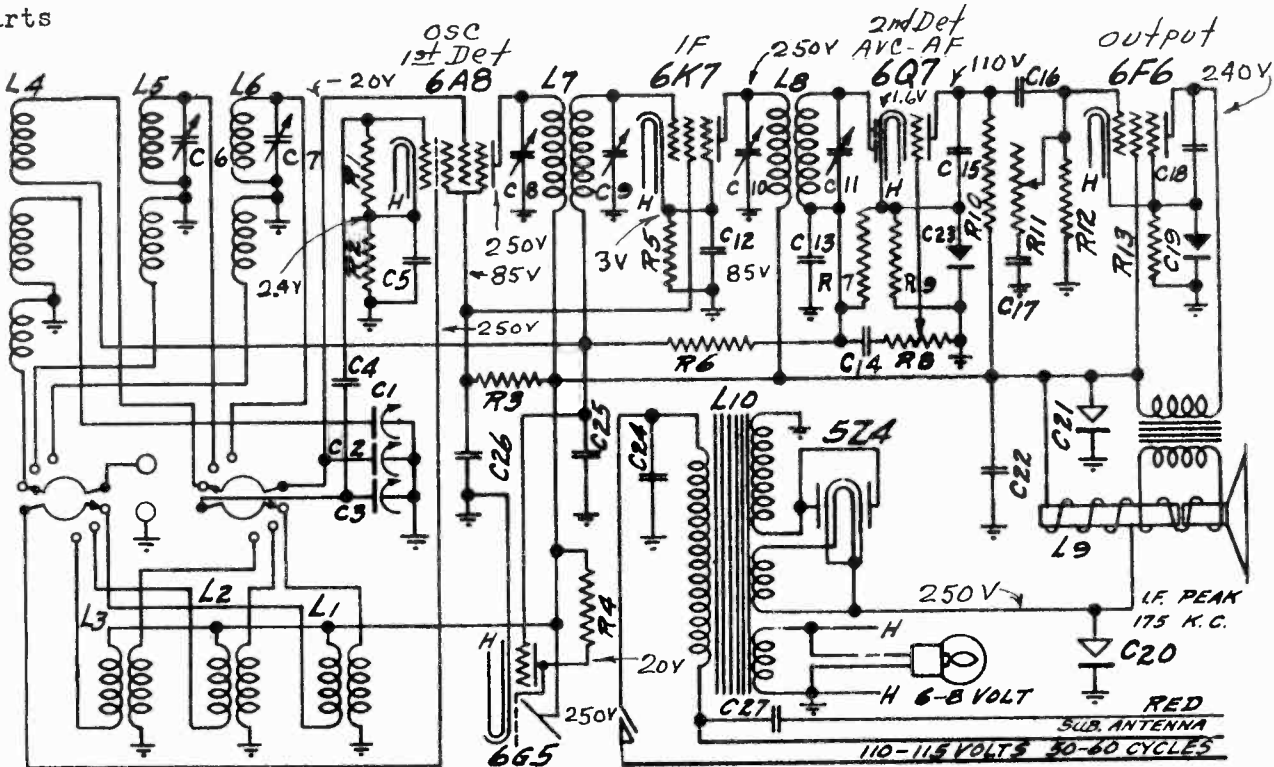 arts
OSC
1st Det
6A8
IF
6K7
250V
2nd Det
AVC-AF
6Q7
110V
Output
6F6
240V
L4
L5
L6
-20V
L7
L8
1.6V
C16
C6
C7
H
C8
C9
H
C10
C11
H
C15
R10
H
C18
R2
C5
2.4V
250V
85V
3V
R5
C12
85V
C13
R7
R9
C23
R11
C17
R12
R13
C19
250V
R6
C14
R8
C4
C1
R3
C2
C3
C26
C25
C24
L10
5Z4
C22
C21
L9
L3
L2
L1
R4
20V
H
250V
6G5
250V
I.F. PEAK
175 K.C.
C20
H
H
6-8 VOLT
C27
RED
SUB. ANTENNA
110-115 VOLTS 50-60 CYCLES